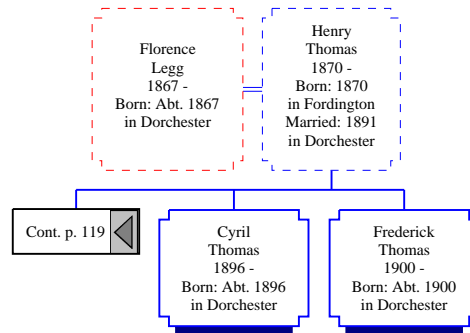 Florence
Legg
1867 -
Born: Abt. 1867
in Dorchester
Henry
Thomas
1870 -
Born: 1870
in Fordington
Married: 1891
in Dorchester
Cont. p. 119
Cyril
Thomas
1896 -
Born: Abt. 1896
in Dorchester
Frederick
Thomas
1900 -
Born: Abt. 1900
in Dorchester